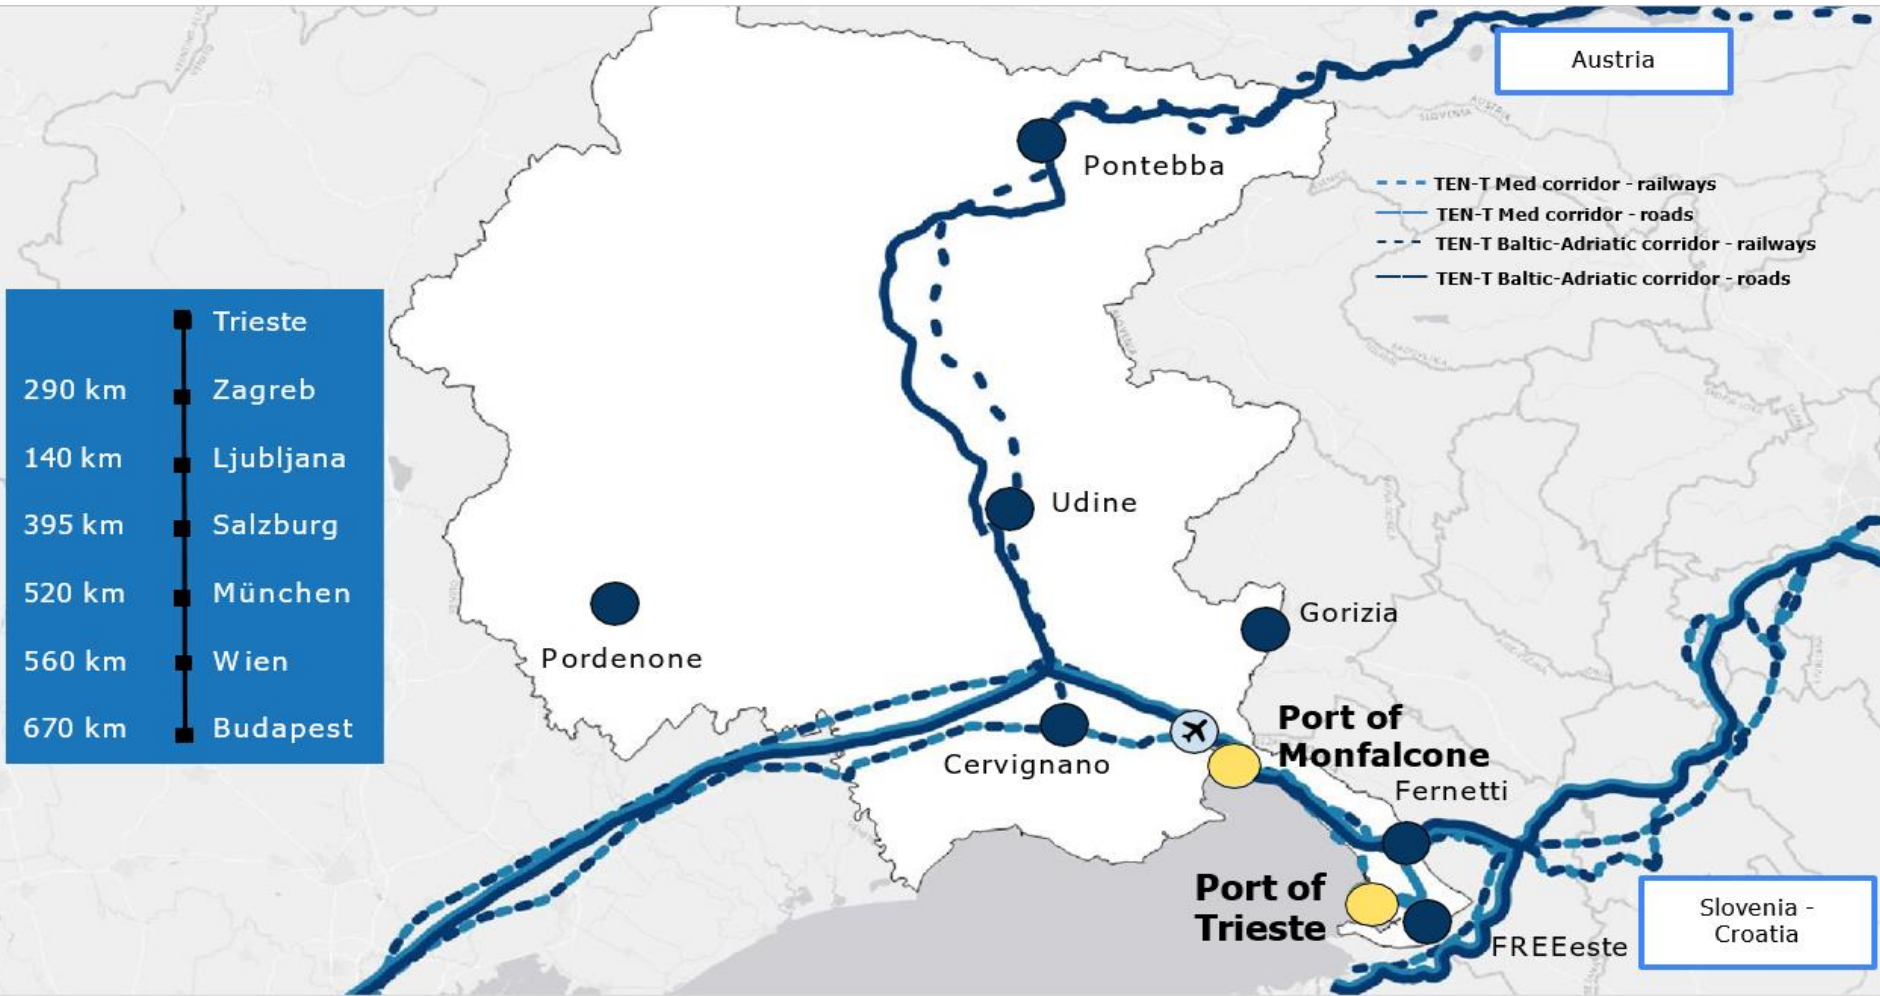 Austria
Pontebba
TEN-T Med corridor - railways
TEN-T Med corridor - roads
TEN-T Baltic-Adriatic corridor - railways
TEN-T Baltic-Adriatic corridor - roads
Trieste
290 km Zagreb
140 km Ljubljana
395 km Salzburg
520 km München
560 km Wien
670 km Budapest
Udine
Gorizia
Pordenone
Port of
Monfalcone
Cervignano
Fernetti
Port of
Trieste
FREEeste
Slovenia -
Croatia
AUSTRIA
SLOVENIA